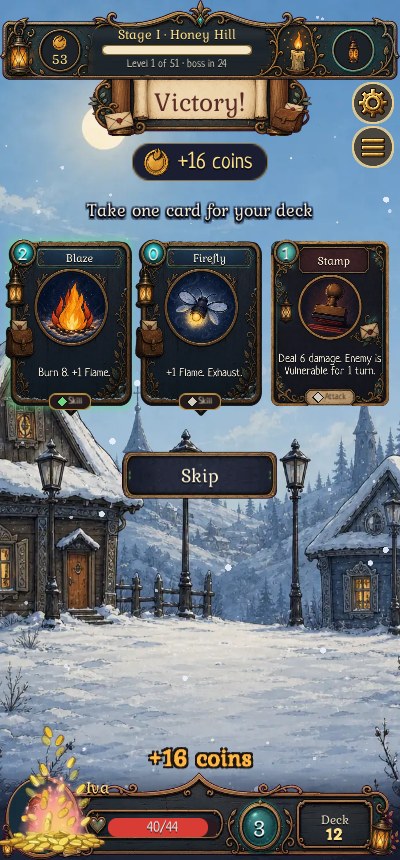 Stage I · Honey Hill
53
Level 1 of 51 · boss in 24
Victory!
+16 coins
Take one card for your deck
2
Blaze
Burn 8. +1 Flame.
Skill
0
Firefly
+1 Flame. Exhaust.
Skill
1
Stamp
Deal 6 damage. Enemy is
Vulnerable for 1 turn.
Attack
Skip
+16 coins
Iva
40/44
3
Deck
12